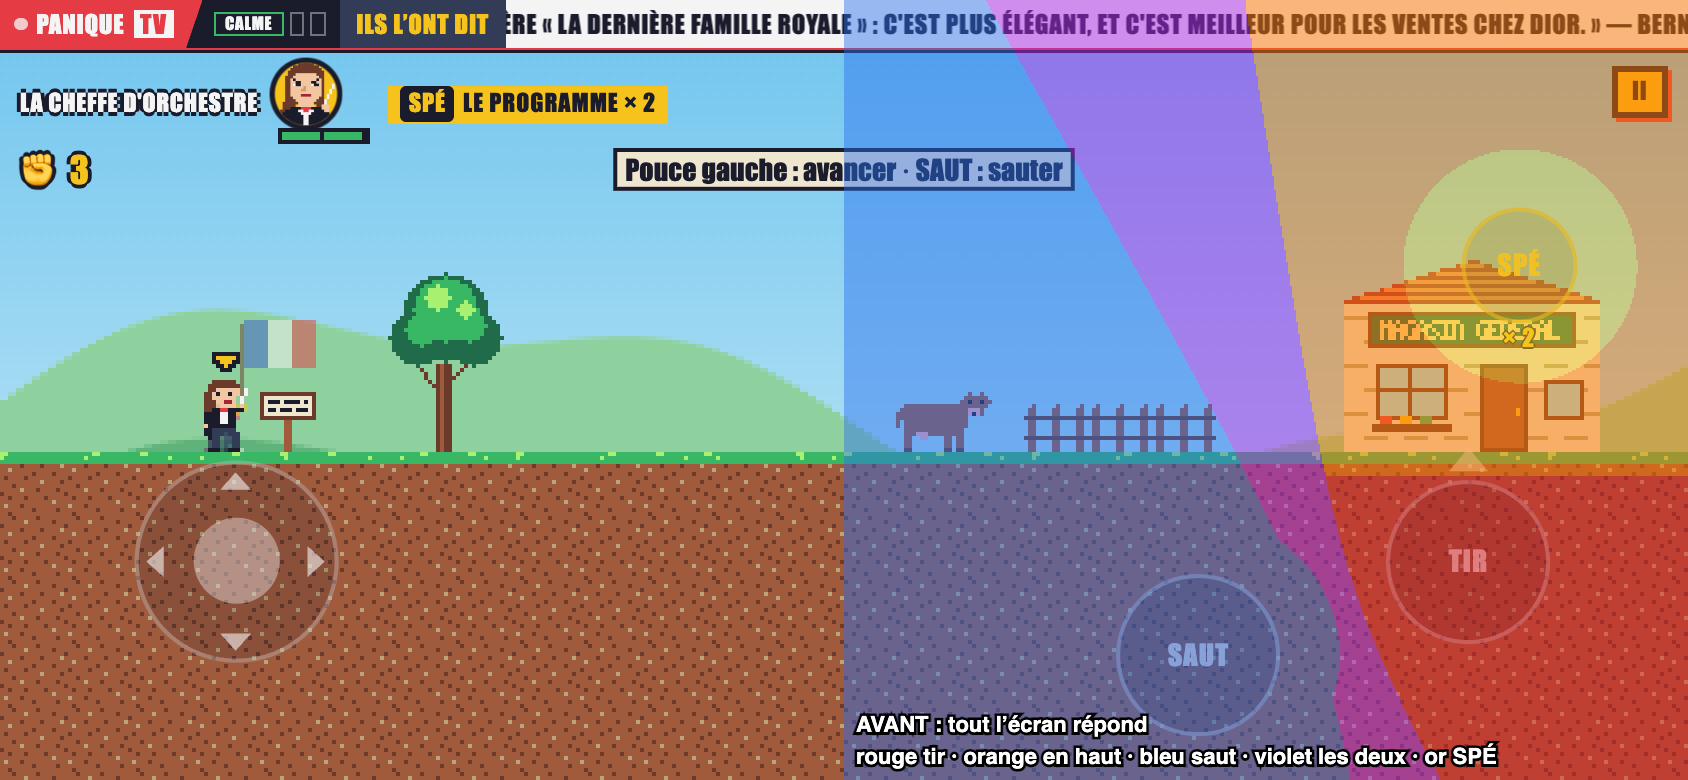 PANIQUE TV CALME ILS L'ONT DIT ÈRE « LA DERNIÈRE FAMILLE ROYALE » : C'EST PLUS ÉLÉGANT, ET C'EST MEILLEUR POUR LES VENTES CHEZ DIOR. » — BERN
LA CHEFFE D'ORCHESTRE
SPÉ LE PROGRAMME × 2
3
Pouce gauche : avancer · SAUT : sauter
SPÉ
MAGASIN GENERAL
×2
TIR
SAUT
AVANT : tout l’écran répond
rouge tir · orange en haut · bleu saut · violet les deux · or SPÉ